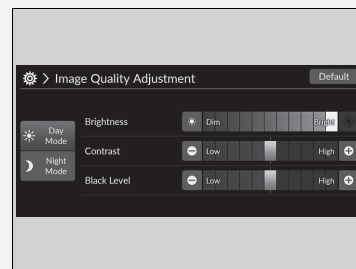 > Image Quality Adjustment
Default
Day
Mode
Night
Mode
Brightness
Dim
Bright
Contrast
Low
High
Black Level
Low
High